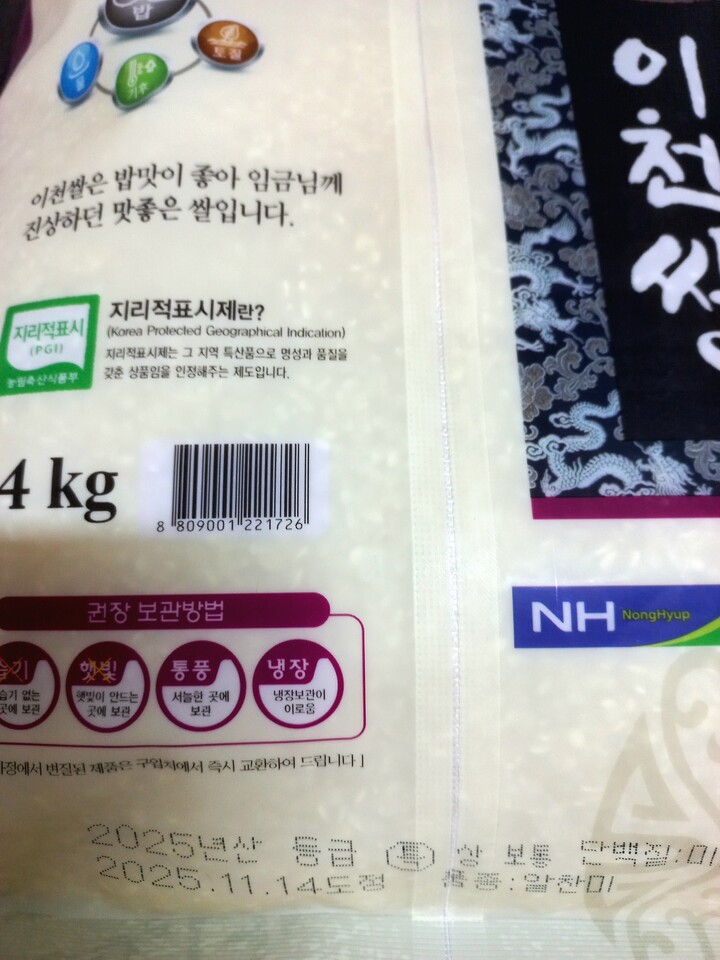 밥
토질
물
기후
이천쌀은 밥맛이 좋아 임금님께
진상하던 맛좋은 쌀입니다.
지리적표시
(PGI)
농림축산식품부
지리적표시제란?
(Korea Protected Geographical Indication)
지리적표시제는 그 지역 특산품으로 명성과 품질을
갖춘 상품임을 인정해주는 제도입니다.
4 kg
8 809001 221726
권장 보관방법
습기
습기 없는
곳에 보관
햇빛
햇빛이 안드는
곳에 보관
통풍
서늘한 곳에
보관
냉장
냉장보관이
이로움
정에서 변질된 제품은 구입처에서 즉시 교환하여 드립니다 ]
2025년산 등급 특 상 보통 단백질:미
2025.11.14도정 품종:알찬미
이천쌀
NH NongHyup